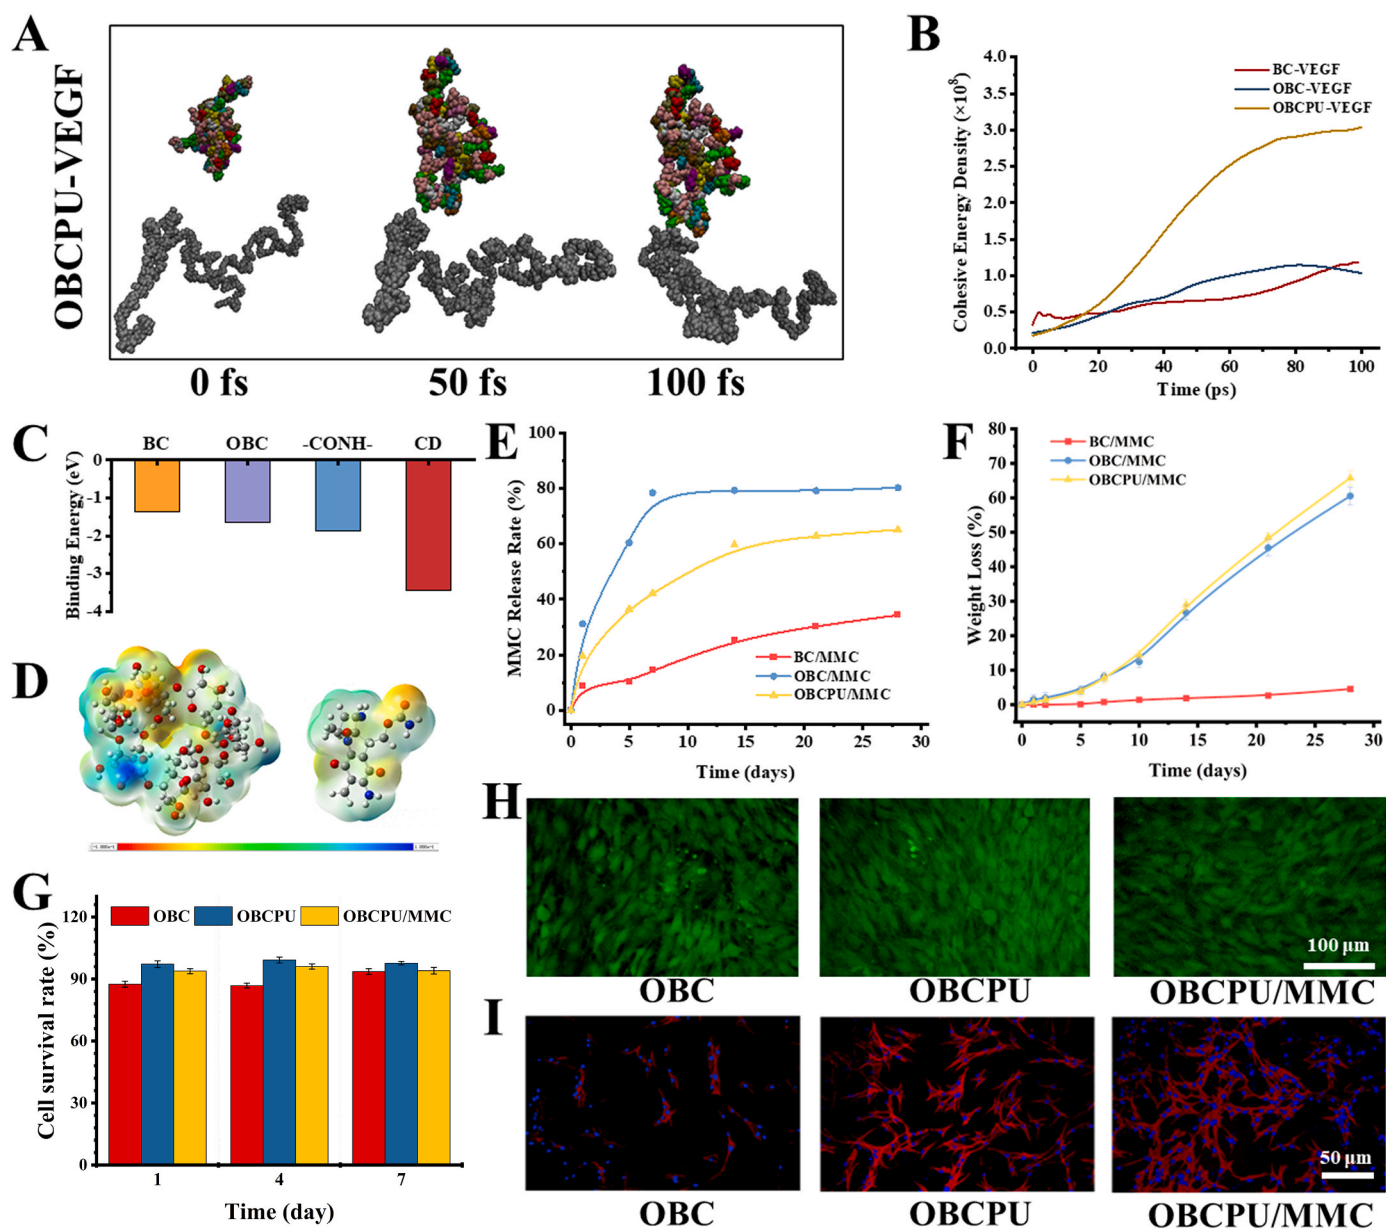 A
OBCPU-VEGF
0 fs
50 fs
100 fs
B
BC-VEGF
OBC-VEGF
OBCPU-VEGF
Cohesive Energy Density (×10⁸)
4.0
3.5
3.0
2.5
2.0
1.5
1.0
0.5
0.0
0 20 40 60 80 100
Time (ps)
C
BC OBC -CONH- CD
Binding Energy (eV)
0
-1
-2
-3
-4
D
E
MMC Release Rate (%)
100
80
60
40
20
0
BC/MMC
OBC/MMC
OBCPU/MMC
0 5 10 15 20 25 30
Time (days)
F
Weight Loss (%)
80
70
60
50
40
30
20
10
0
BC/MMC
OBC/MMC
OBCPU/MMC
0 5 10 15 20 25 30
Time (days)
G
Cell survival rate (%)
120
90
60
30
0
OBC OBCPU OBCPU/MMC
1 4 7
Time (day)
H
100 μm
OBC OBCPU OBCPU/MMC
I
50 μm
OBC OBCPU OBCPU/MMC